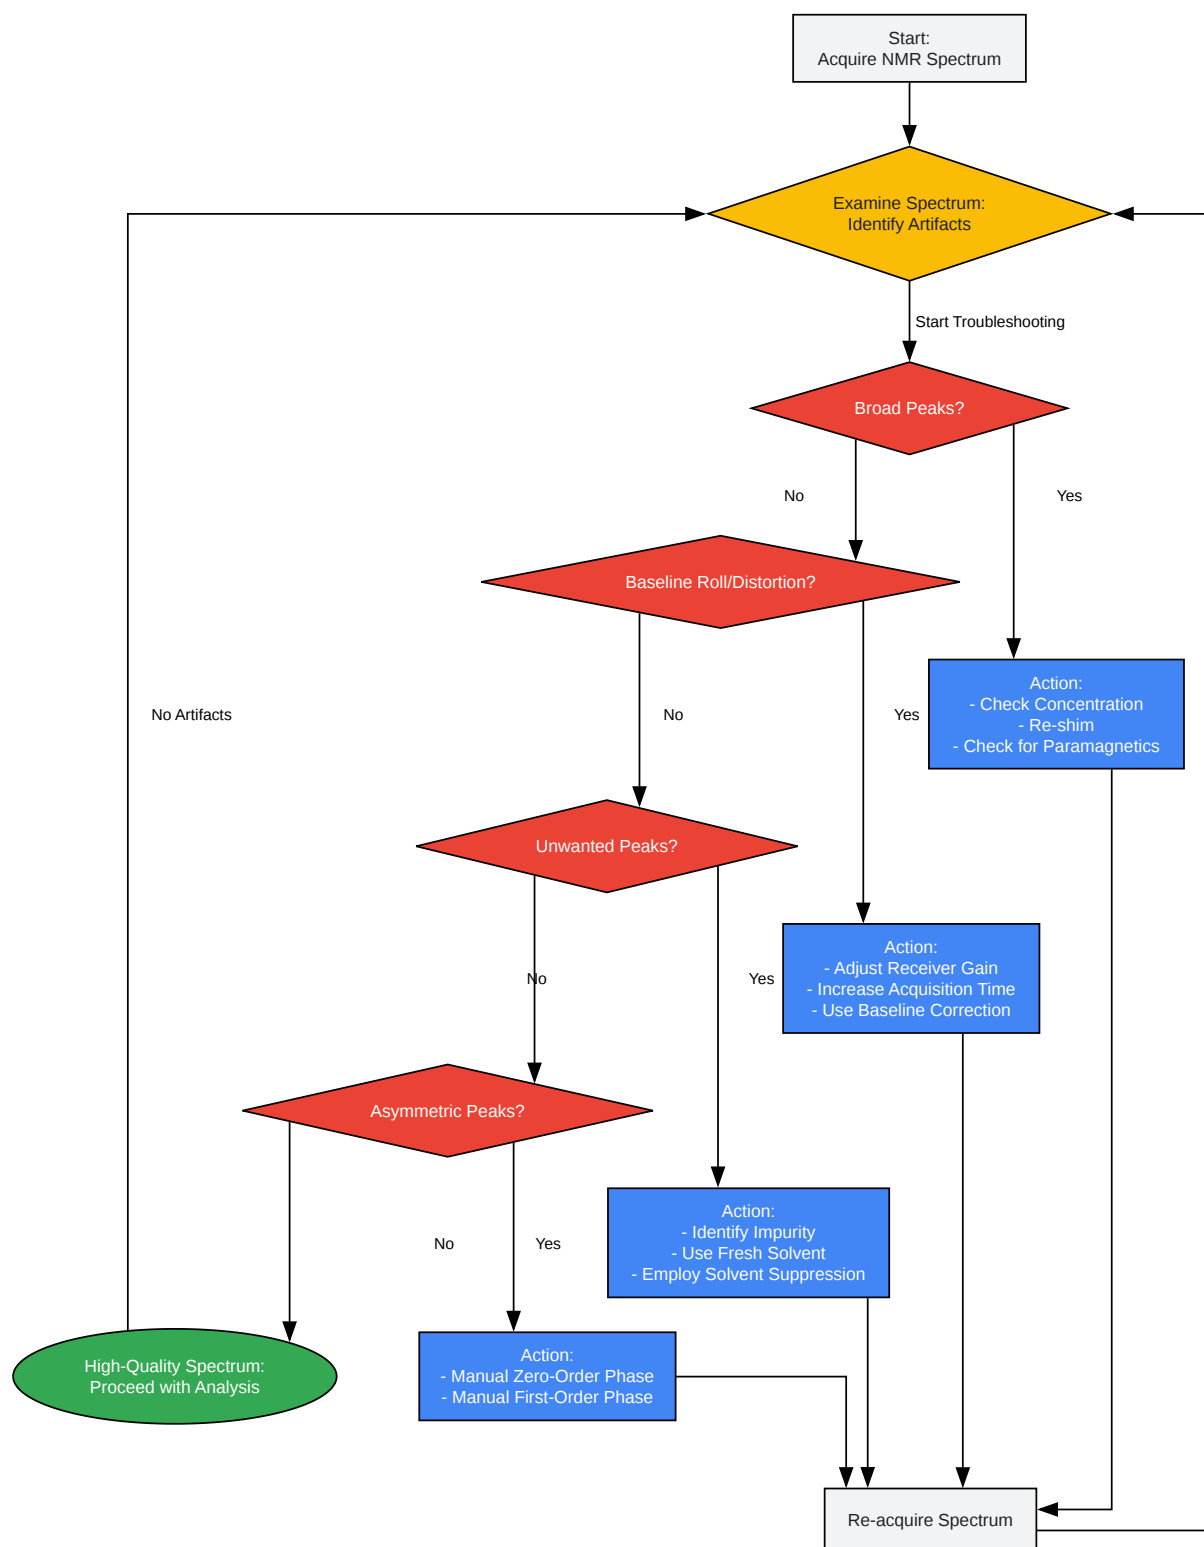 Start:
Acquire NMR Spectrum
Examine Spectrum:
Identify Artifacts
Start Troubleshooting
Broad Peaks?
No
Yes
Baseline Roll/Distortion?
No Artifacts
No
Yes
Action:
- Check Concentration
- Re-shim
- Check for Paramagnetics
Unwanted Peaks?
No
Yes
Action:
- Adjust Receiver Gain
- Increase Acquisition Time
- Use Baseline Correction
Asymmetric Peaks?
No
Yes
Action:
- Identify Impurity
- Use Fresh Solvent
- Employ Solvent Suppression
High-Quality Spectrum:
Proceed with Analysis
Action:
- Manual Zero-Order Phase
- Manual First-Order Phase
Re-acquire Spectrum